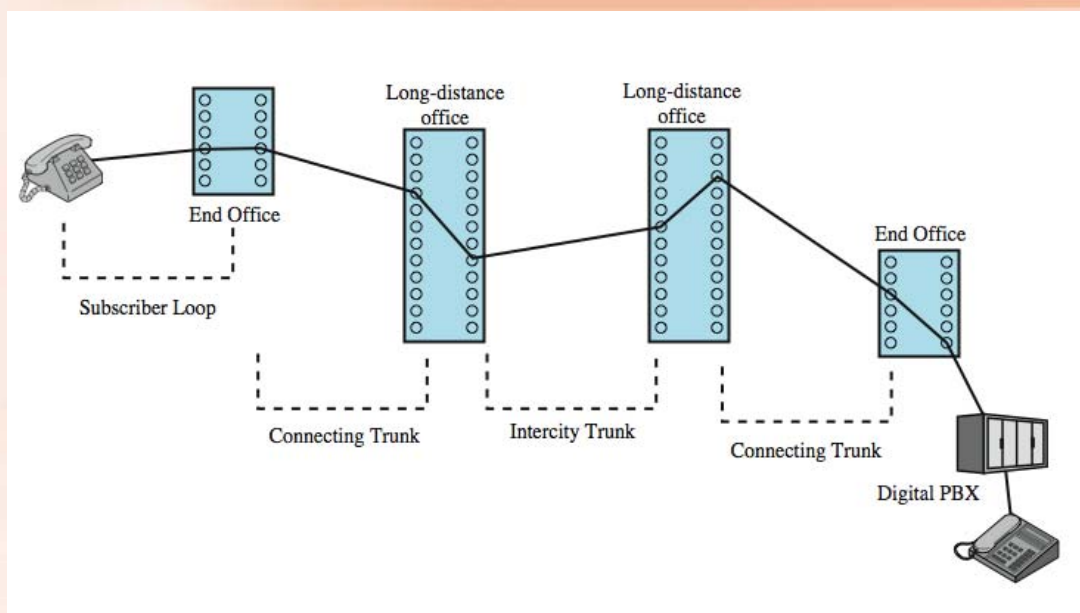 Long-distance
office
Long-distance
office
End Office
End Office
Subscriber Loop
Connecting Trunk
Intercity Trunk
Connecting Trunk
Digital PBX